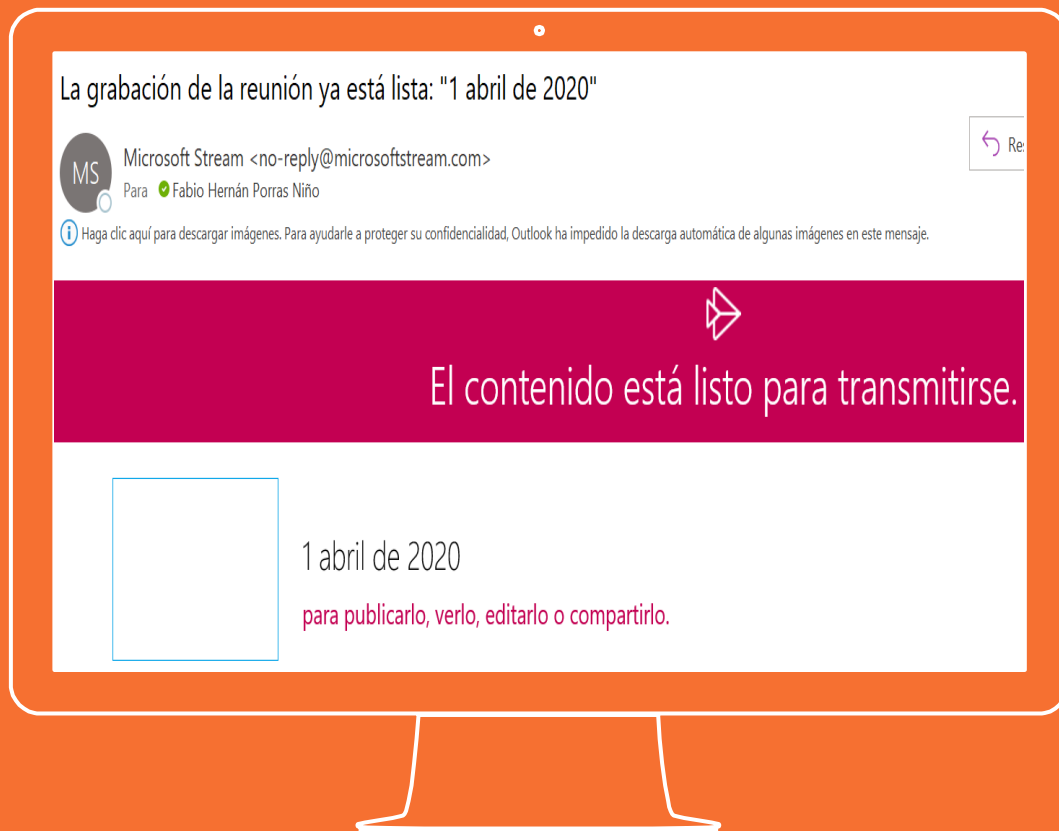 La grabación de la reunión ya está lista: "1 abril de 2020"
MS
Microsoft Stream <no-reply@microsoftstream.com>
Para Fabio Hernán Porras Niño
Haga clic aquí para descargar imágenes. Para ayudarle a proteger su confidencialidad, Outlook ha impedido la descarga automática de algunas imágenes en este mensaje.
El contenido está listo para transmitirse.
1 abril de 2020
para publicarlo, verlo, editarlo o compartirlo.